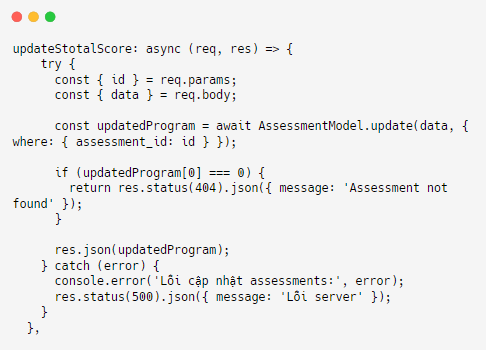 updateStotalScore: async (req, res) => {
    try {
      const { id } = req.params;
      const { data } = req.body;

      const updatedProgram = await AssessmentModel.update(data, {
where: { assessment_id: id } });

      if (updatedProgram[0] === 0) {
        return res.status(404).json({ message: 'Assessment not
found' });
      }

      res.json(updatedProgram);
    } catch (error) {
      console.error('Lỗi cập nhật assessments:', error);
      res.status(500).json({ message: 'Lỗi server' });
    }
  },